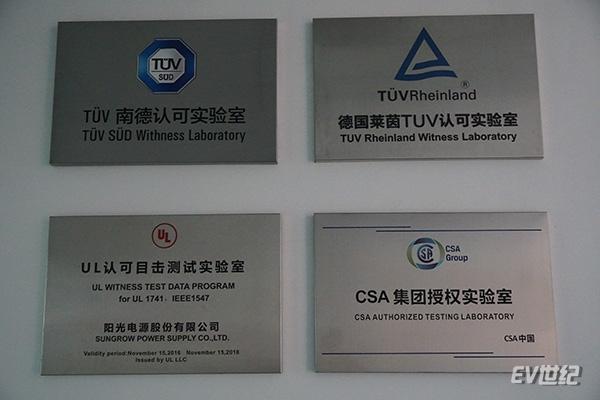 TÜV
SÜD
TÜV 南德认可实验室
TÜV SÜD Withness Laboratory
TÜVRheinland®
德国莱茵TUV认可实验室
TUV Rheinland Witness Laboratory
UL
UL认可目击测试实验室
UL WITNESS TEST DATA PROGRAM
for UL 1741、IEEE1547
阳光电源股份有限公司
SUNGROW POWER SUPPLY CO.,LTD.
Validity period:November 15,2016 November 15,2018
Issued by UL LLC
CSA
Group
CSA 集团授权实验室
CSA AUTHORIZED TESTING LABORATORY
CSA中国
EV世纪